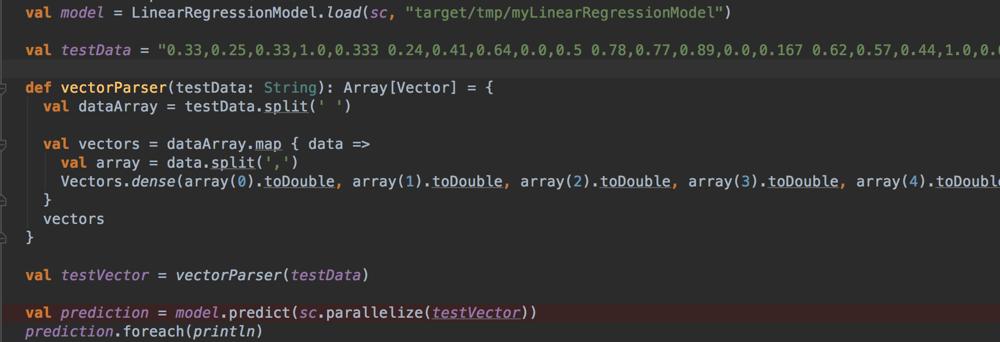 val model = LinearRegressionModel.load(sc, "target/tmp/myLinearRegressionModel")
val testData = "0.33,0.25,0.33,1.0,0.333 0.24,0.41,0.64,0.0,0.5 0.78,0.77,0.89,0.0,0.167 0.62,0.57,0.44,1.0,0.
def vectorParser(testData: String): Array[Vector] = {
val dataArray = testData.split(' ')
val vectors = dataArray.map { data =>
val array = data.split(',')
Vectors.dense(array(0).toDouble, array(1).toDouble, array(2).toDouble, array(3).toDouble, array(4).toDouble
}
vectors
}
val testVector = vectorParser(testData)
val prediction = model.predict(sc.parallelize(testVector))
prediction.foreach(println)